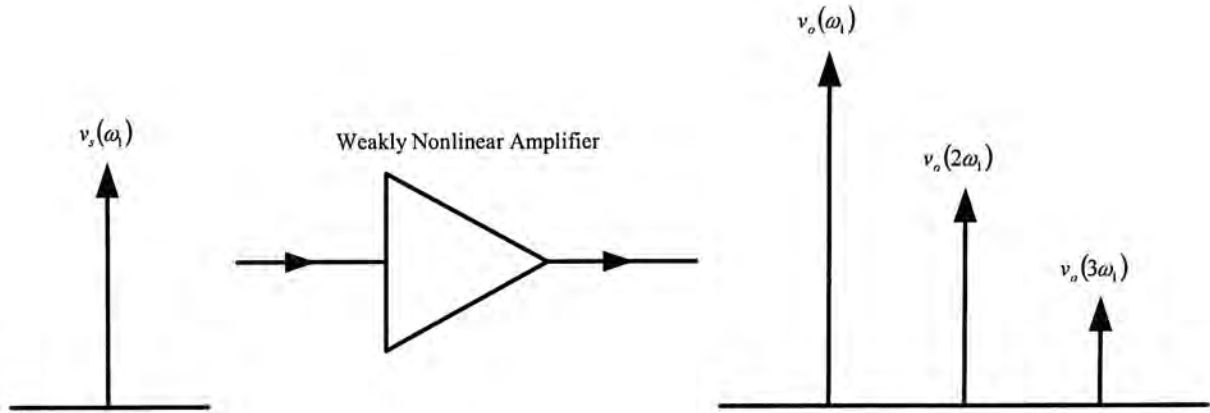 v_s(ω_1)
Weakly Nonlinear Amplifier
v_o(ω_1)
v_o(2ω_1)
v_o(3ω_1)